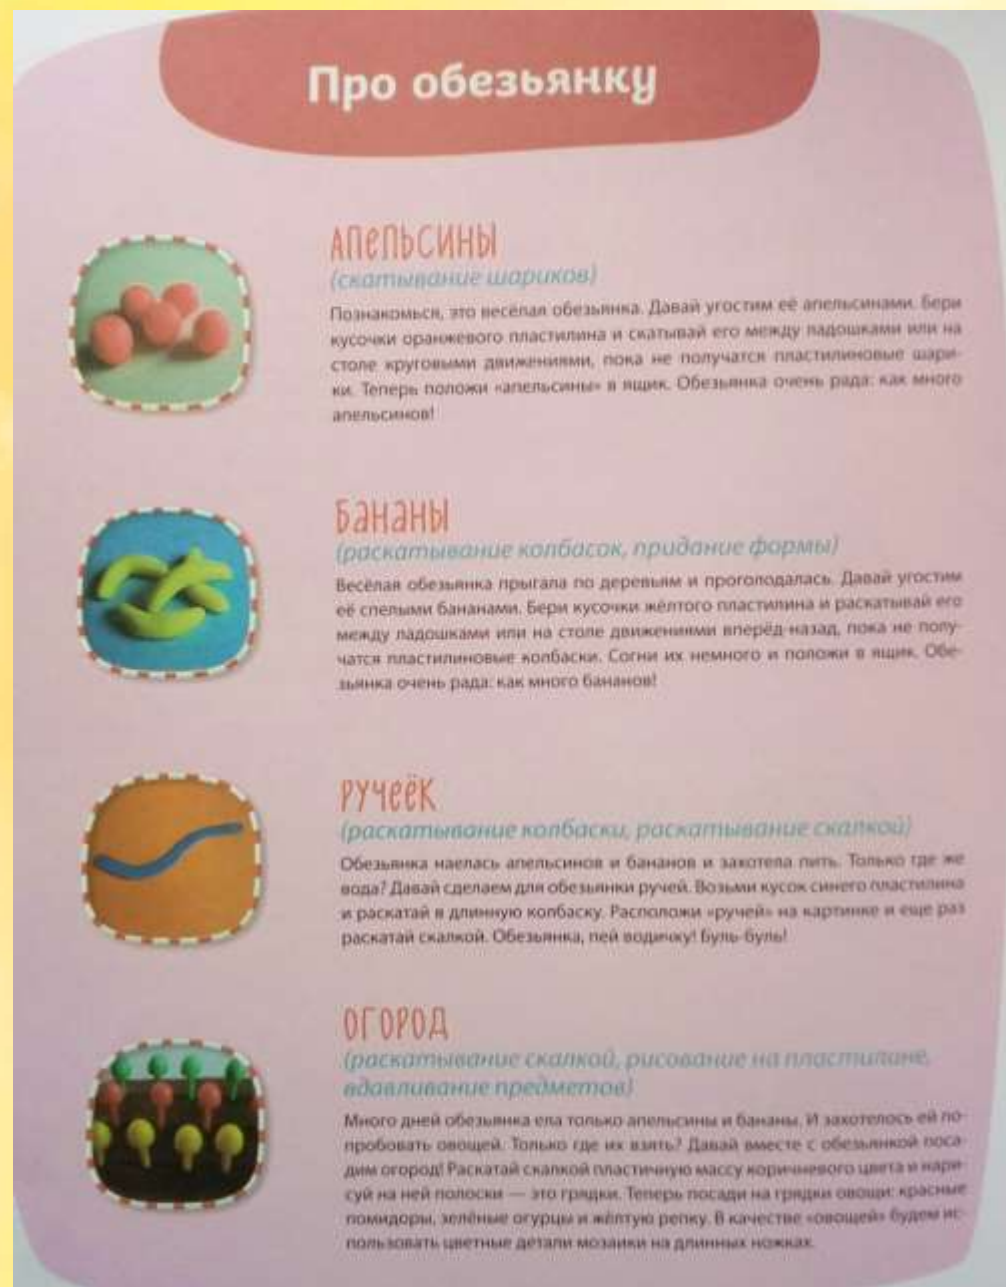 Про обезьянку
Апельсины
(скатывание шариков)
Познакомься, это весёлая обезьянка. Давай угостим её апельсинами. Бери
кусочки оранжевого пластилина и скатывай его между ладошками или на
столе круговыми движениями, пока не получатся пластилиновые шари-
ки. Теперь положи «апельсины» в ящик. Обезьянка очень рада: как много
апельсинов!
Бананы
(раскатывание колбасок, придание формы)
Весёлая обезьянка прыгала по деревьям и проголодалась. Давай угостим
её спелыми бананами. Бери кусочки жёлтого пластилина и раскатывай его
между ладошками или на столе движениями вперёд-назад, пока не полу-
чатся пластилиновые колбаски. Согни их немного и положи в ящик. Обе-
зьянка очень рада: как много бананов!
Ручеёк
(раскатывание колбаски, раскатывание скалкой)
Обезьянка наелась апельсинов и бананов и захотела пить. Только где же
вода? Давай сделаем для обезьянки ручей. Возьми кусок синего пластилина
и раскатай в длинную колбаску. Расположи «ручей» на картинке и еще раз
раскатай скалкой. Обезьянка, пей водичку! Буль-буль!
Огород
(раскатывание скалкой, рисование на пластилине,
вдавливание предметов)
Много дней обезьянка ела только апельсины и бананы. И захотелось ей по-
пробовать овощей. Только где их взять? Давай вместе с обезьянкой поса-
дим огород! Раскатай скалкой пластичную массу коричневого цвета и нари-
суй на ней полоски — это грядки. Теперь посади на грядки овощи: красные
помидоры, зелёные огурцы и жёлтую репку. В качестве «овощей» будем ис-
пользовать цветные детали мозаики на длинных ножках.